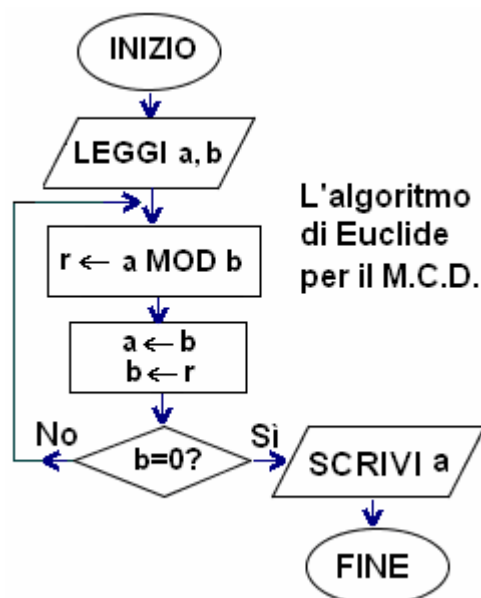 INIZIO
LEGGI a, b
L'algoritmo
di Euclide
per il M.C.D.
r ← a MOD b
a ← b
b ← r
No
b=0?
Sì
SCRIVI a
FINE